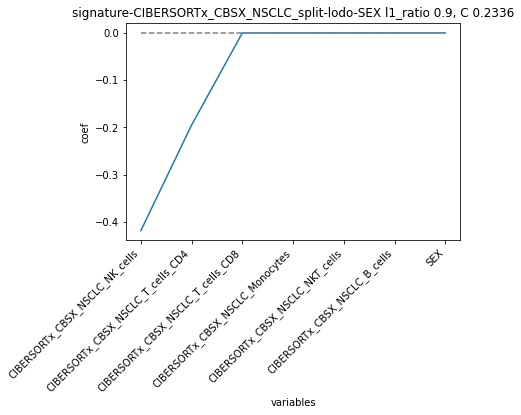 signature-CIBERSORTx_CBSX_NSCLC_split-lodo-SEX l1_ratio 0.9, C 0.2336
0.0
−0.1
−0.2
−0.3
−0.4
coef
CIBERSORTx_CBSX_NSCLC_NK_cells
CIBERSORTx_CBSX_NSCLC_T_cells_CD4
CIBERSORTx_CBSX_NSCLC_T_cells_CD8
CIBERSORTx_CBSX_NSCLC_Monocytes
CIBERSORTx_CBSX_NSCLC_NKT_cells
CIBERSORTx_CBSX_NSCLC_B_cells
SEX
variables